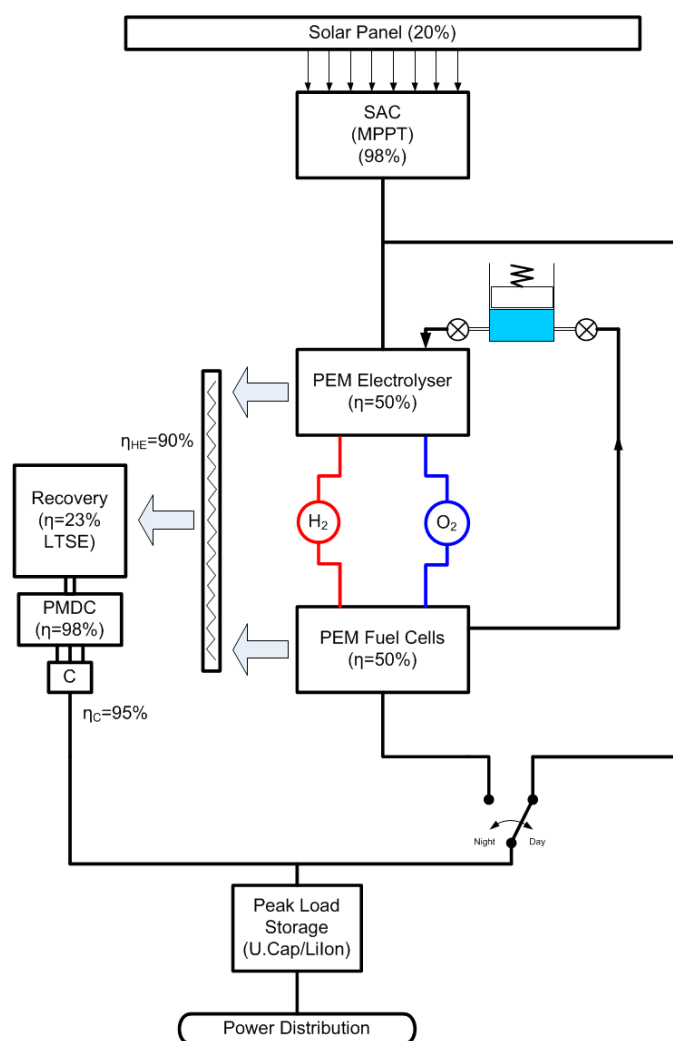 Solar Panel (20%)
SAC
(MPPT)
(98%)
PEM Electrolyser
(η=50%)
ηHE=90%
Recovery
(η=23%
LTSE)
H2
O2
PMDC
(η=98%)
PEM Fuel Cells
(η=50%)
C
ηC=95%
Night
Day
Peak Load
Storage
(U.Cap/LiIon)
Power Distribution